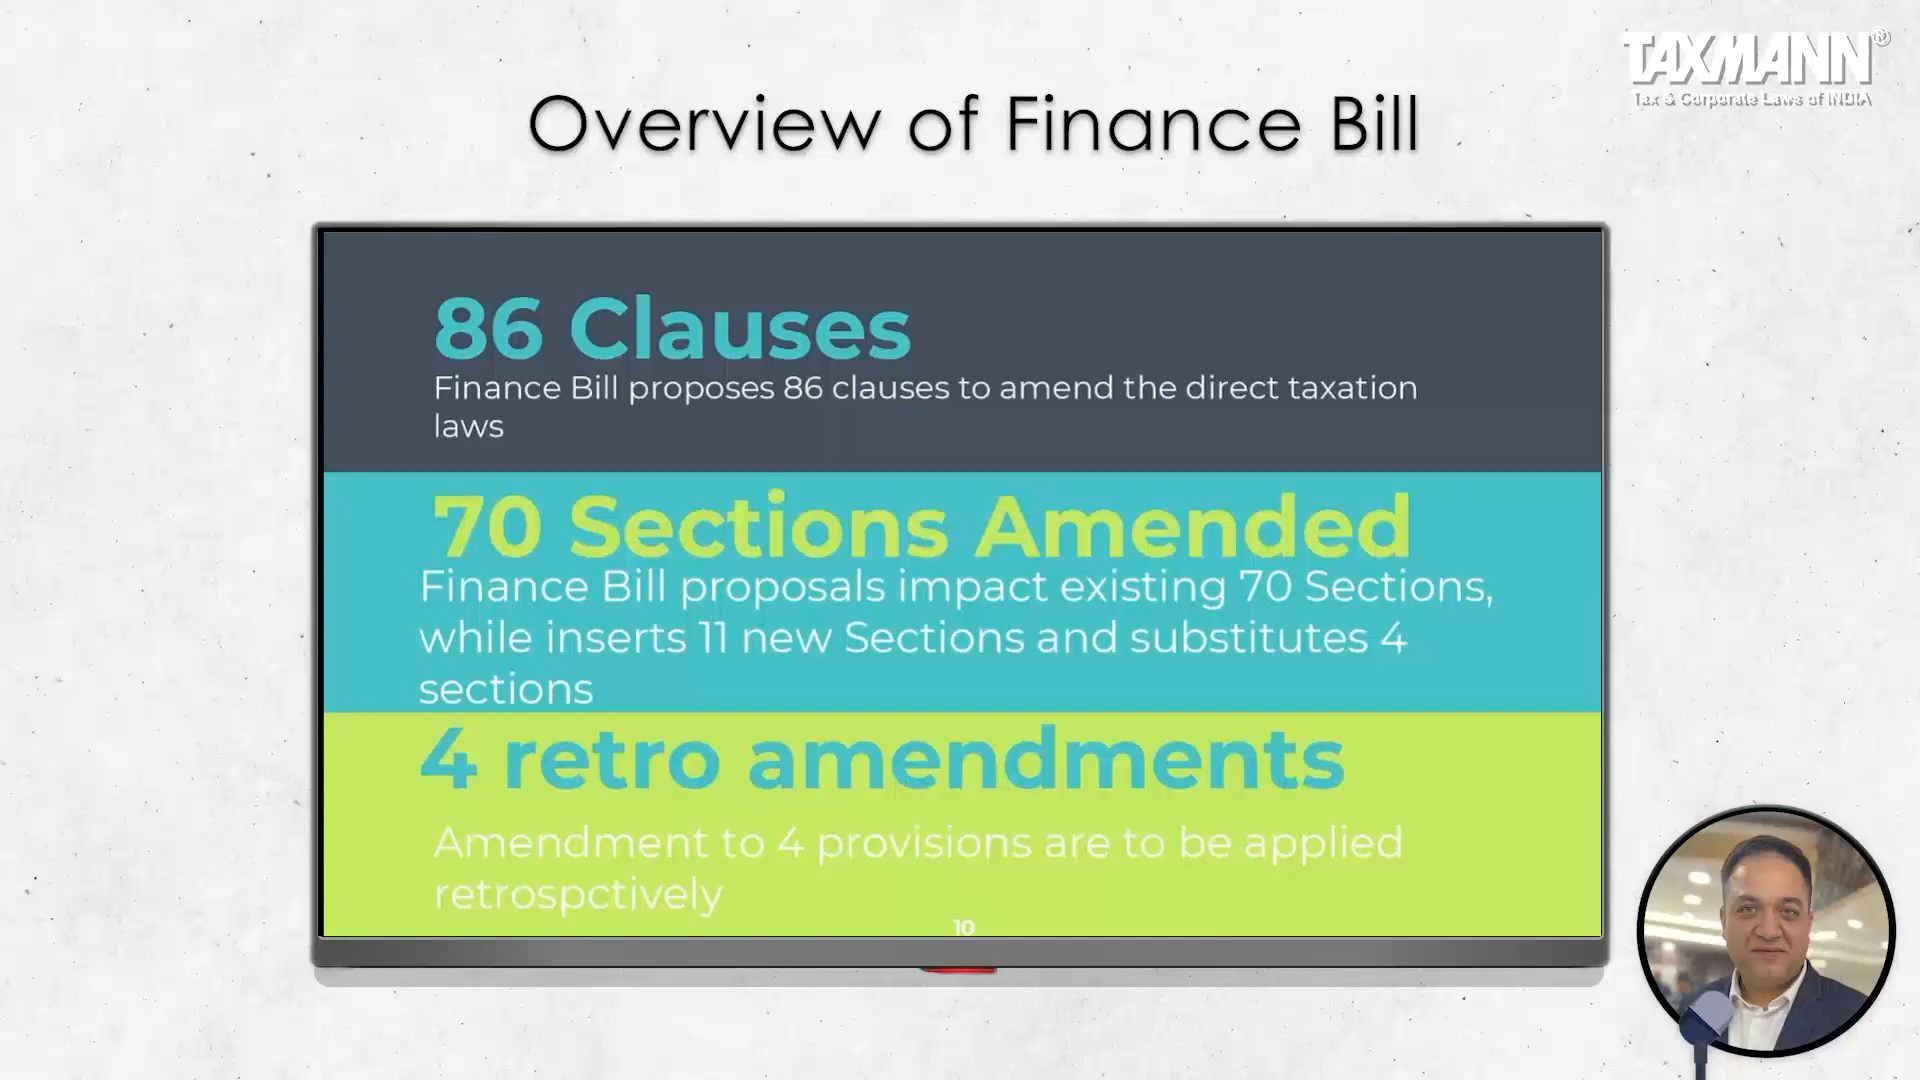 TAXMANN®
Tax & Corporate Laws of INDIA
Overview of Finance Bill
86 Clauses
Finance Bill proposes 86 clauses to amend the direct taxation
laws
70 Sections Amended
Finance Bill proposals impact existing 70 Sections,
while inserts 11 new Sections and substitutes 4
sections
4 retro amendments
Amendment to 4 provisions are to be applied
retrospctively
10